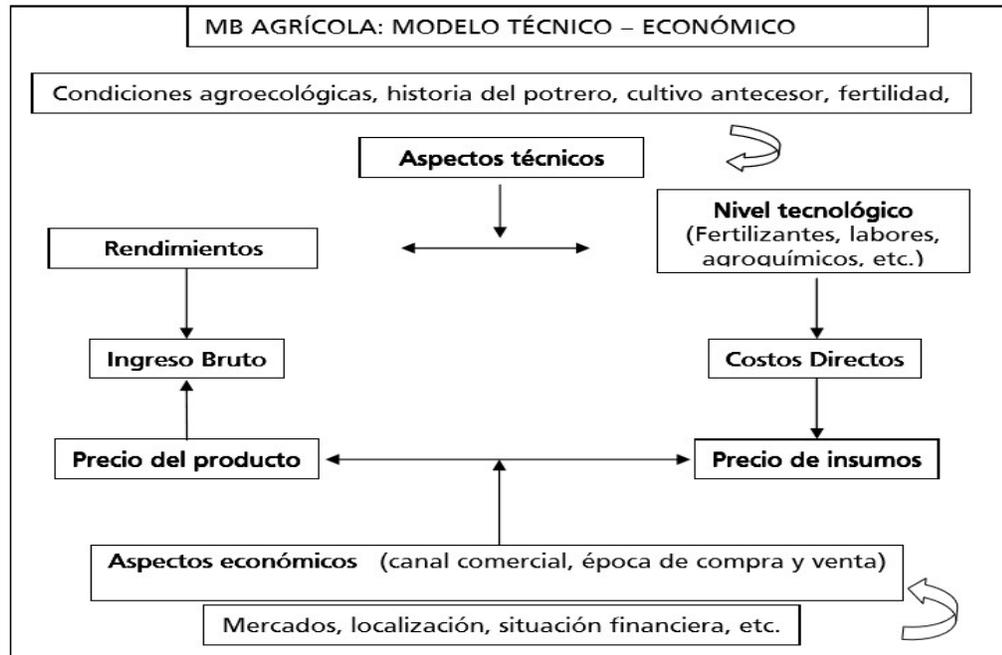 MB AGRÍCOLA: MODELO TÉCNICO – ECONÓMICO
Condiciones agroecológicas, historia del potrero, cultivo antecesor, fertilidad,
Aspectos técnicos
Nivel tecnológico
(Fertilizantes, labores,
agroquímicos, etc.)
Rendimientos
Ingreso Bruto
Costos Directos
Precio del producto
Precio de insumos
Aspectos económicos (canal comercial, época de compra y venta)
Mercados, localización, situación financiera, etc.